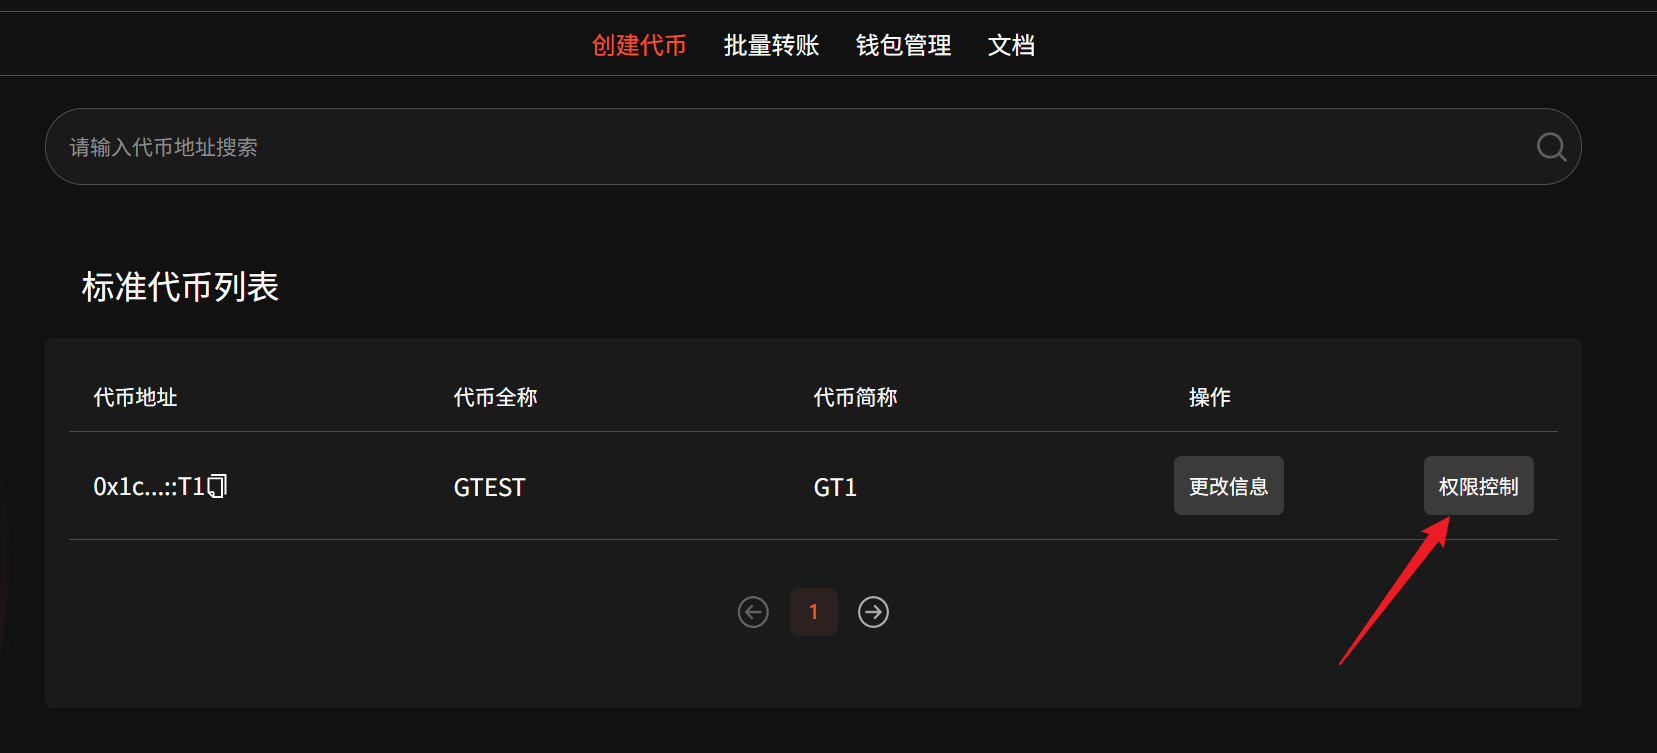 创建代币 批量转账 钱包管理 文档
请输入代币地址搜索
标准代币列表
代币地址 代币全称 代币简称 操作
0x1c...::T1 GTEST GT1 更改信息 权限控制
1